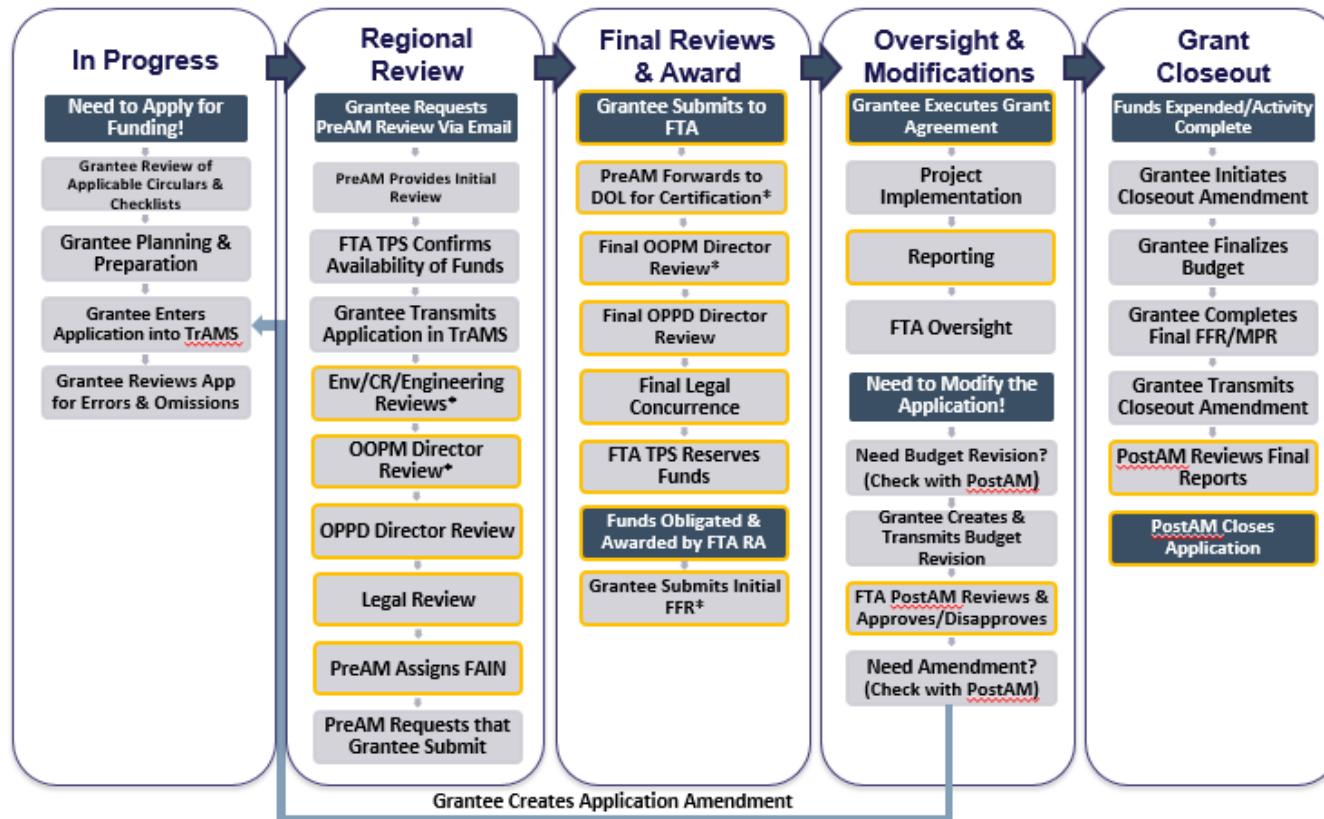 In Progress
Need to Apply for
Funding!
Grantee Review of
Applicable Circulars &
Checklists
Grantee Planning &
Preparation
Grantee Enters
Application into TrAMS
Grantee Reviews App
for Errors & Omissions
Regional
Review
Grantee Requests
PreAM Review Via Email
PreAM Provides Initial
Review
FTA TPS Confirms
Availability of Funds
Grantee Transmits
Application in TrAMS
Env/CR/Engineering
Reviews*
OOPM Director
Review*
OPPD Director Review
Legal Review
PreAM Assigns FAIN
PreAM Requests that
Grantee Submit
Final Reviews
& Award
Grantee Submits to
FTA
PreAM Forwards to
DOL for Certification*
Final OOPM Director
Review*
Final OPPD Director
Review
Final Legal
Concurrence
FTA TPS Reserves
Funds
Funds Obligated &
Awarded by FTA RA
Grantee Submits Initial
FFR*
Oversight &
Modifications
Grantee Executes Grant
Agreement
Project
Implementation
Reporting
FTA Oversight
Need to Modify the
Application!
Need Budget Revision?
(Check with PostAM)
Grantee Creates &
Transmits Budget
Revision
FTA PostAM Reviews &
Approves/Disapproves
Need Amendment?
(Check with PostAM)
Grant
Closeout
Funds Expended/Activity
Complete
Grantee Initiates
Closeout Amendment
Grantee Finalizes
Budget
Grantee Completes
Final FFR/MPR
Grantee Transmits
Closeout Amendment
PostAM Reviews Final
Reports
PostAM Closes
Application
Grantee Creates Application Amendment